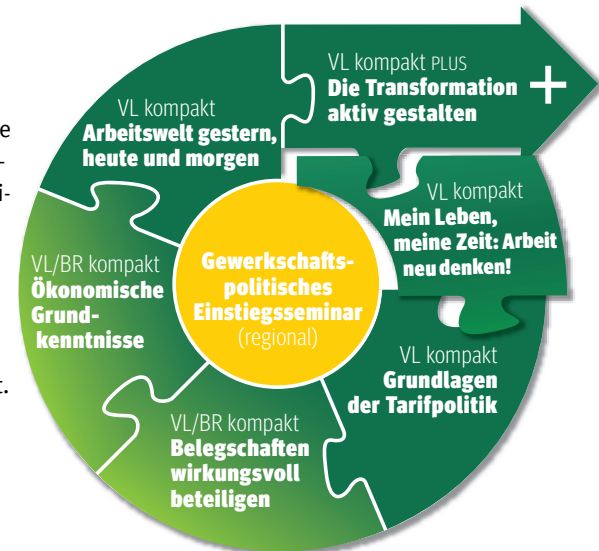 VL kompakt PLUS
Die Transformation
aktiv gestalten
+
VL kompakt
Arbeitswelt gestern,
heute und morgen
VL kompakt
Mein Leben,
meine Zeit: Arbeit
neu denken!
VL/BR kompakt
Ökonomische
Grund-
kenntnisse
Gewerkschafts-
politisches
Einstiegsseminar
(regional)
VL kompakt
Grundlagen
der Tarifpolitik
VL/BR kompakt
Belegschaften
wirkungsvoll
beteiligen
e
-
i-
t.